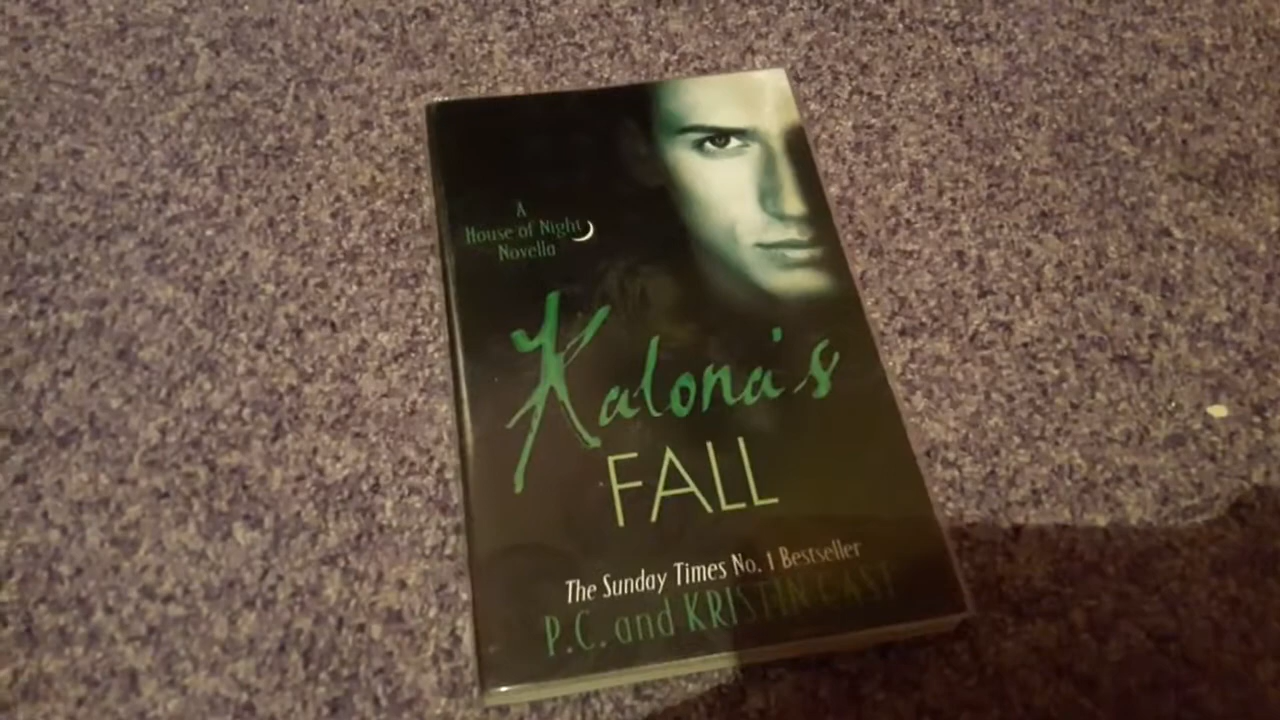 A
House of Night
Novella
Kalona's
FALL
The Sunday Times No. 1 Bestseller
P.C. and KRISTIN CAST